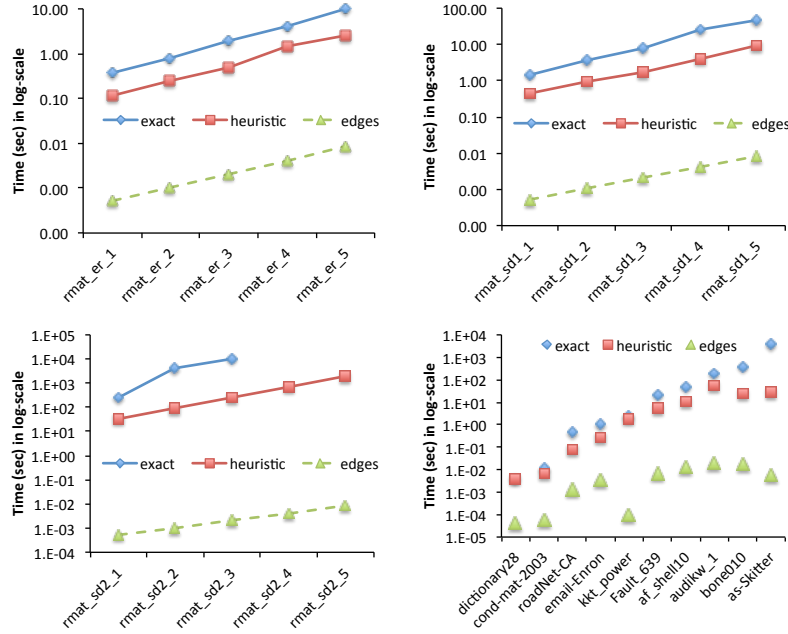 Time (sec) in log-scale
10.00
1.00
0.10
0.01
0.00
0.00
exact heuristic edges
rmat_er_1 rmat_er_2 rmat_er_3 rmat_er_4 rmat_er_5
Time (sec) in log-scale
100.00
10.00
1.00
0.10
0.01
0.00
0.00
exact heuristic edges
rmat_sd1_1 rmat_sd1_2 rmat_sd1_3 rmat_sd1_4 rmat_sd1_5
Time (sec) in log-scale
1.E+05
1.E+04
1.E+03
1.E+02
1.E+01
1.E+00
1.E-01
1.E-02
1.E-03
1.E-04
exact heuristic edges
rmat_sd2_1 rmat_sd2_2 rmat_sd2_3 rmat_sd2_4 rmat_sd2_5
Time (sec) in log-scale
1.E+04
1.E+03
1.E+02
1.E+01
1.E+00
1.E-01
1.E-02
1.E-03
1.E-04
1.E-05
exact heuristic edges
dictionary28 cond-mat-2003 roadNet-CA email-Enron kkt_power Fault_639 af_shell10 audikw_1 bone010 as-Skitter